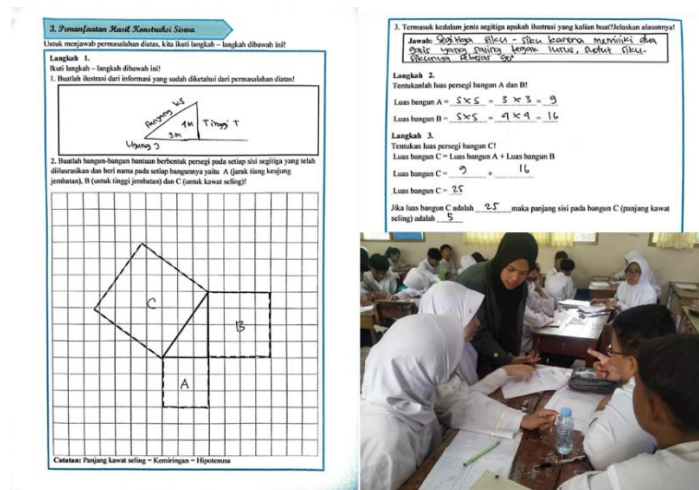 3. Pemanfaatan Hasil Konstruksi Siswa
Untuk menjawab permasalahan diatas, kita ikuti langkah – langkah dibawah ini!
Langkah 1.
Ikuti langkah – langkah dibawah ini!
1. Buatlah ilustrasi dari informasi yang sudah diketahui dari permasalahan diatas!
Panjang KS
4M Tinggi T
3M
Ujung J
2. Buatlah bangun-bangun bantuan berbentuk persegi pada setiap sisi segitiga yang telah
diilustrasikan dan beri nama pada setiap bangunnya yaitu A (jarak tiang keujung
jembatan), B (untuk tinggi jembatan) dan C (untuk kawat seling)!
C
B
A
Catatan: Panjang kawat seling = Kemiringan = Hipotenusa
3. Termasuk kedalam jenis segitiga apakah ilustrasi yang kalian buat?Jelaskan alasannya!
Jawab: Segitiga siku - siku karena memiliki dua
garis yang saling tegak lurus, sudut siku-
sikunya sebesar 90°
Langkah 2.
Tentukanlah luas persegi bangun A dan B!
Luas bangun A = S×S = 3 × 3 = 9
Luas bangun B = S×S = 4 × 4 = 16
Langkah 3.
Tentukan luas persegi bangun C!
Luas bangun C = Luas bangun A + Luas bangun B
Luas bangun C = 9 + 16
Luas bangun C = 25
Jika luas bangun C adalah 25 maka panjang sisi pada bangun C (panjang kawat
seling) adalah 5